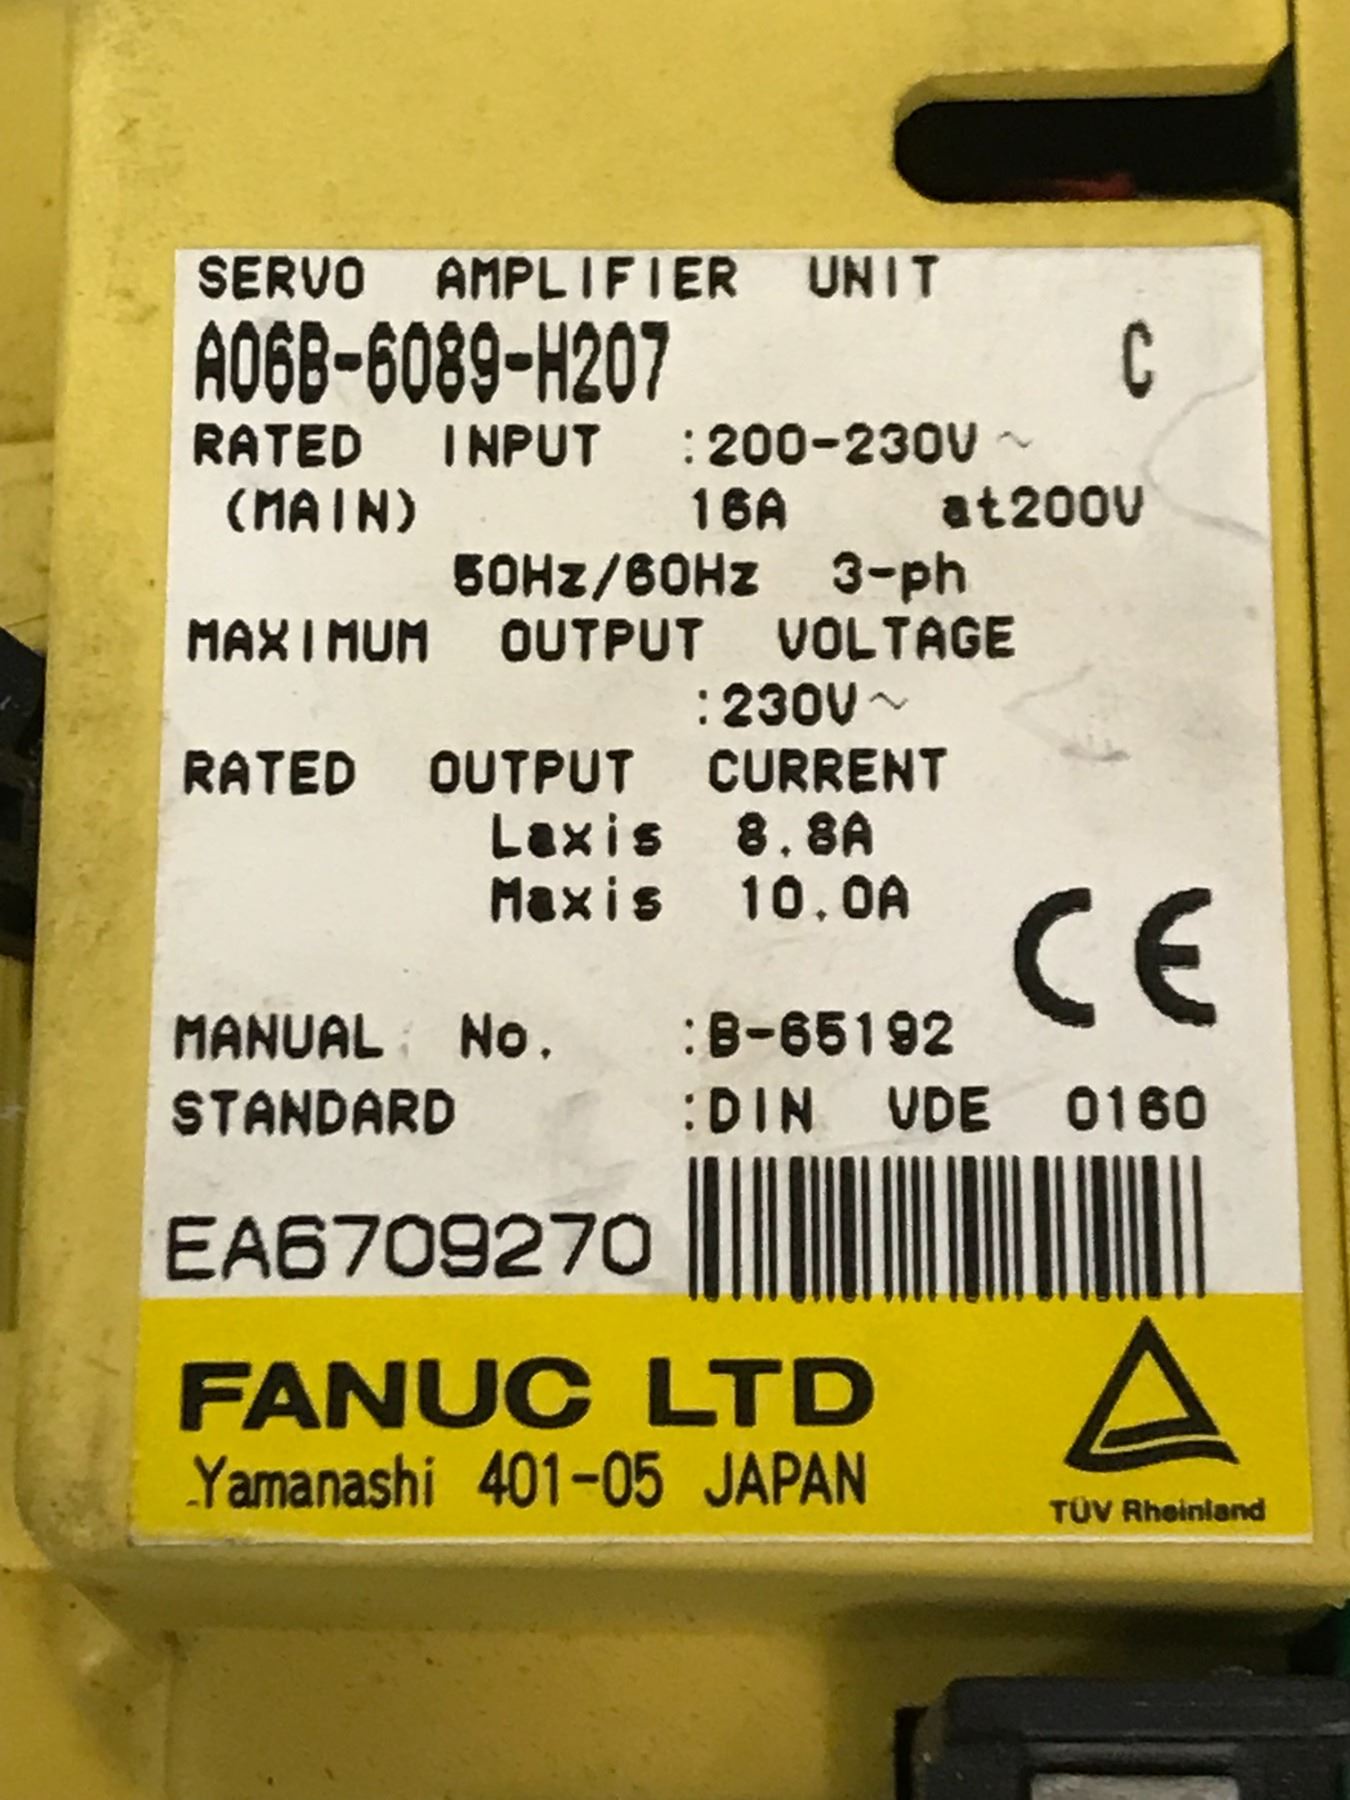 SERVO AMPLIFIER UNIT
A06B-6089-H207 C
RATED INPUT :200-230V~
(MAIN) 16A at200V
50Hz/60Hz 3-ph
MAXIMUM OUTPUT VOLTAGE
:230V~
RATED OUTPUT CURRENT
Laxis 8.8A
Maxis 10.0A
CE
MANUAL No. :B-65192
STANDARD :DIN VDE 0160
EA6709270
FANUC LTD
Yamanashi 401-05 JAPAN
TÜV Rheinland